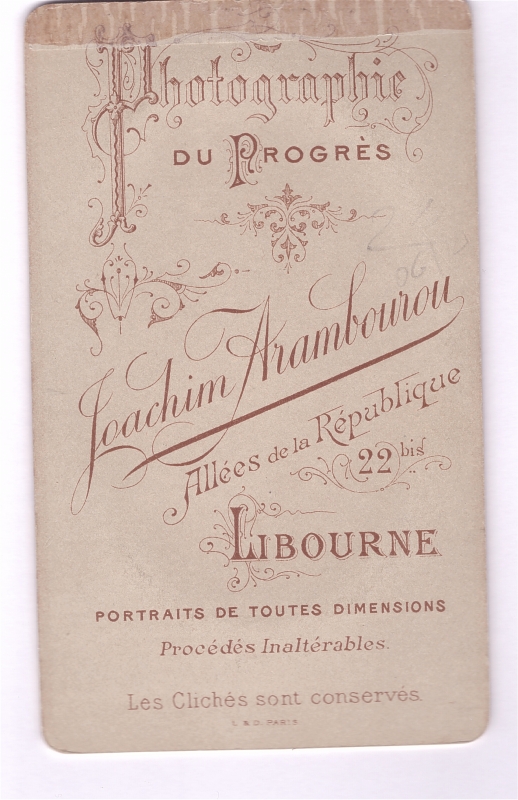 Photographie
DU PROGRÈS
Joachim Arambourou
Allées de la République
22 bis
LIBOURNE
PORTRAITS DE TOUTES DIMENSIONS
Procédés Inaltérables.
Les Clichés sont conservés.
L & D. PARIS